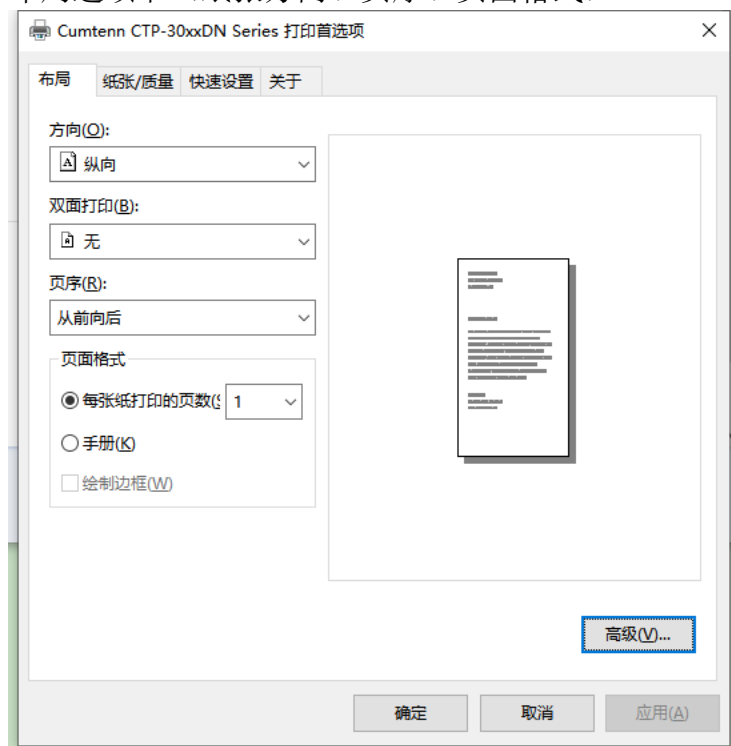 Cumtenn CTP-30xxDN Series 打印首选项
布局 纸张/质量 快速设置 关于
方向(O):
A 纵向
双面打印(B):
无
页序(R):
从前向后
页面格式
每张纸打印的页数( 1
手册(K)
绘制边框(W)
高级(V)...
确定 取消 应用(A)